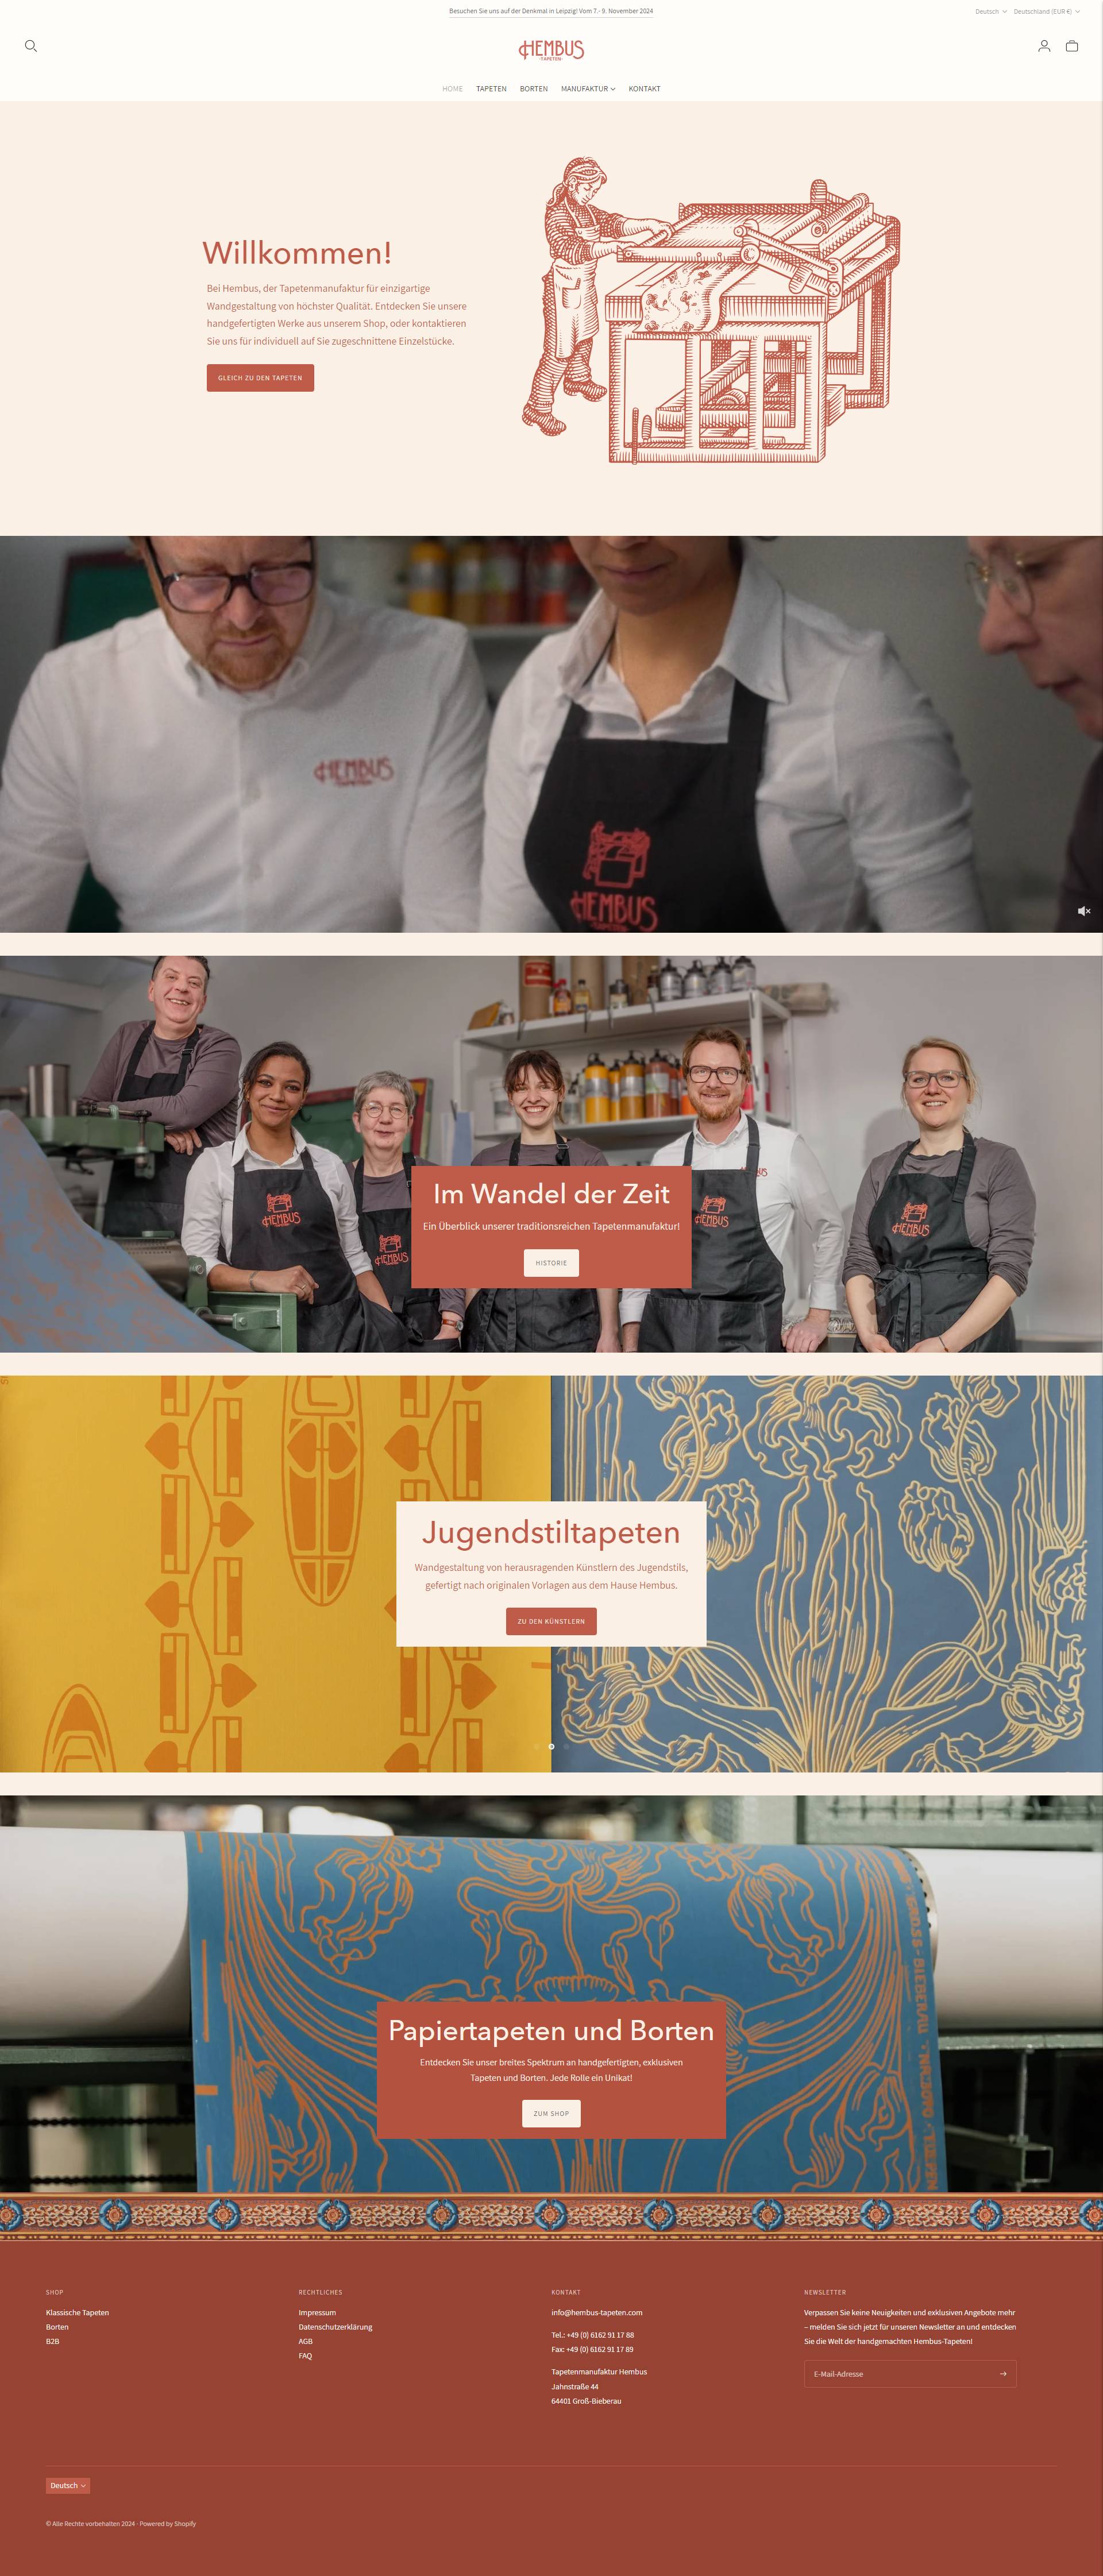 Besuchen Sie uns auf der Denkmal in Leipzig! Vom 7.- 9. November 2024
Deutsch
Deutschland (EUR €)
HEMBUS
TAPETEN
HOME
TAPETEN
BORTEN
MANUFAKTUR
KONTAKT
Willkommen!
Bei Hembus, der Tapetenmanufaktur für einzigartige
Wandgestaltung von höchster Qualität. Entdecken Sie unsere
handgefertigten Werke aus unserem Shop, oder kontaktieren
Sie uns für individuell auf Sie zugeschnittene Einzelstücke.
GLEICH ZU DEN TAPETEN
HEMBUS
TAPETEN
HEMBUS
HEMBUS
HEMBUS
HEMBUS
HEMBUS
Im Wandel der Zeit
Ein Überblick unserer traditionsreichen Tapetenmanufaktur!
HISTORIE
Jugendstiltapeten
Wandgestaltung von herausragenden Künstlern des Jugendstils,
gefertigt nach originalen Vorlagen aus dem Hause Hembus.
ZU DEN KÜNSTLERN
GROSS-BIEBERAU
Papiertapeten und Borten
Entdecken Sie unser breites Spektrum an handgefertigten, exklusiven
Tapeten und Borten. Jede Rolle ein Unikat!
ZUM SHOP
SHOP
Klassische Tapeten
Borten
B2B
RECHTLICHES
Impressum
Datenschutzerklärung
AGB
FAQ
KONTAKT
info@hembus-tapeten.com
Tel.: +49 (0) 6162 91 17 88
Fax: +49 (0) 6162 91 17 89
Tapetenmanufaktur Hembus
Jahnstraße 44
64401 Groß-Bieberau
NEWSLETTER
Verpassen Sie keine Neuigkeiten und exklusiven Angebote mehr
– melden Sie sich jetzt für unseren Newsletter an und entdecken
Sie die Welt der handgemachten Hembus-Tapeten!
E-Mail-Adresse
Deutsch
© Alle Rechte vorbehalten 2024 · Powered by Shopify